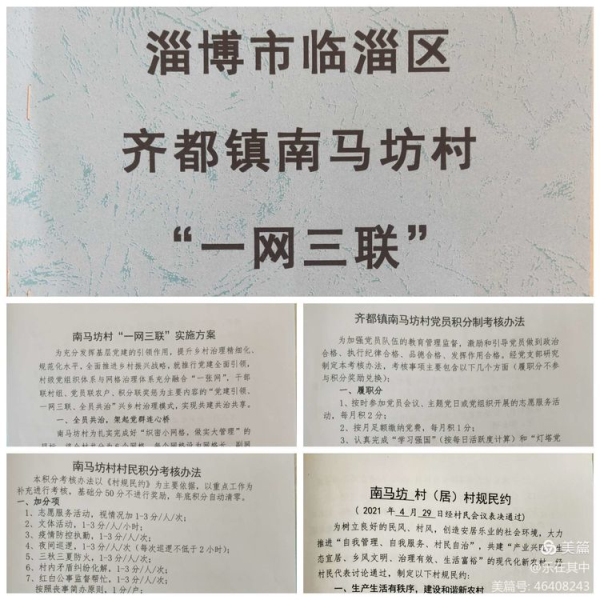 淄博市临淄区
齐都镇南马坊村
“一网三联”
南马坊村“一网三联”实施方案
为充分发挥基层党建的引领作用，提升乡村治理精细化、
规范化水平，全面推进乡村振兴战略，就推行党建全面引领，
村级党组织体系与网格治理体系充分融合“一张网”，干部
联村组、党员联农户、积分联奖惩为主要内容的“党建引领、
一网三联、全员共治”兴乡村治理模式，实现共建共治共享。
一、全员共治，架起党群连心桥
南马坊村为扎实完成好“织密小网格，做实大管理”的
齐都镇南马坊村党员积分制考核办法
为加强党员队伍的教育管理监督，激励和引导党员做到政治
合格、执行纪律合格、品德合格、发挥作用合格，经党支部研究
制定本考核办法，考核事项主要包含以下几个方面（履职分不参
与积分奖励兑换）；
一、履职分
1、按时参加党员会议、主题党日或党组织开展的志愿服务活
动，每月积2分；
2、按月足额缴纳党费，每月积1分；
3、认真完成“学习强国”（按每日活跃度计算）和“灯塔党
南马坊村村民积分考核办法
本积分考核办法以《村规民约》为主要依据，以重点工作为
补充进行考核。基础分50分不进行奖励，年底积分自动清零。
一、加分项
1、志愿服务活动，视情况加1-3分/人/次；
2、文体活动，1-3分/人/小时；
3、疫情防控执勤，1-3分/人/次；
4、夜间巡逻，1-3分/人/次（每次巡逻不低于2小时）；
5、三秋三夏防火，1-3分/人/次；
6、村内矛盾纠纷化解，1-3分/人/次；
7、红白公事监督帮忙，1-3分/人/次；
按照丧事简办原则，1分/户；
南马坊 村（居）村规民约
（2021 年 4 月 29 日经村民会议表决通过）
为树立良好的民风、村风，创造安居乐业的社会环境，大力
推进“自我管理、自我服务、村民自治”，共建“产业兴
态宜居、乡风文明、治理有效、生活富裕”的现代化新农村，经
村民代表讨论通过，制定以下村规民约：
一、生产生活有秩序，建设和谐新农村
美篇
@乐在其中
美篇号: 46408243